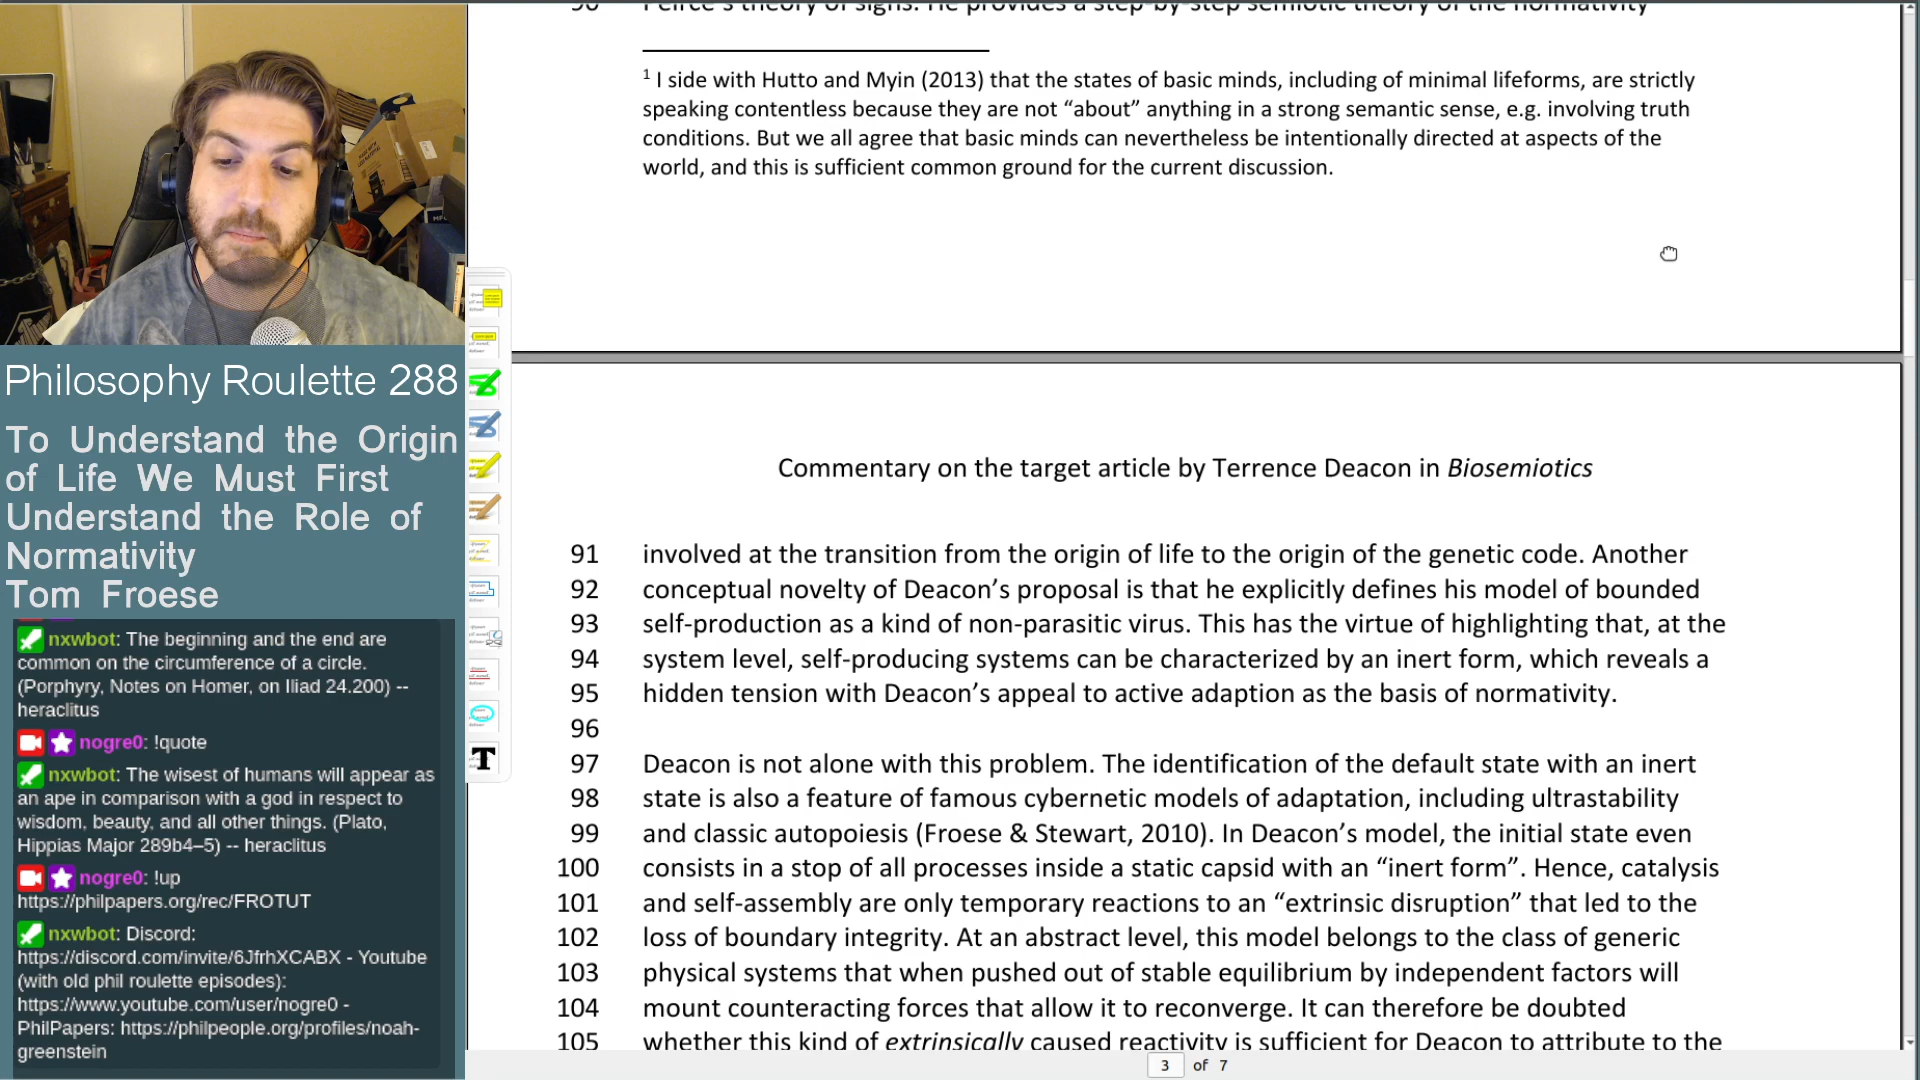 90 Peirce's theory of signs. He provides a step-by-step semiotic theory of the normativity
1 I side with Hutto and Myin (2013) that the states of basic minds, including of minimal lifeforms, are strictly
speaking contentless because they are not “about” anything in a strong semantic sense, e.g. involving truth
conditions. But we all agree that basic minds can nevertheless be intentionally directed at aspects of the
world, and this is sufficient common ground for the current discussion.
Commentary on the target article by Terrence Deacon in Biosemiotics
91 involved at the transition from the origin of life to the origin of the genetic code. Another
92 conceptual novelty of Deacon’s proposal is that he explicitly defines his model of bounded
93 self-production as a kind of non-parasitic virus. This has the virtue of highlighting that, at the
94 system level, self-producing systems can be characterized by an inert form, which reveals a
95 hidden tension with Deacon’s appeal to active adaption as the basis of normativity.
96
97 Deacon is not alone with this problem. The identification of the default state with an inert
98 state is also a feature of famous cybernetic models of adaptation, including ultrastability
99 and classic autopoiesis (Froese & Stewart, 2010). In Deacon’s model, the initial state even
100 consists in a stop of all processes inside a static capsid with an “inert form”. Hence, catalysis
101 and self-assembly are only temporary reactions to an “extrinsic disruption” that led to the
102 loss of boundary integrity. At an abstract level, this model belongs to the class of generic
103 physical systems that when pushed out of stable equilibrium by independent factors will
104 mount counteracting forces that allow it to reconverge. It can therefore be doubted
105 whether this kind of extrinsically caused reactivity is sufficient for Deacon to attribute to the
3 of 7
Philosophy Roulette 288
To Understand the Origin
of Life We Must First
Understand the Role of
Normativity
Tom Froese
nxwbot: The beginning and the end are
common on the circumference of a circle.
(Porphyry, Notes on Homer, on Iliad 24.200) --
heraclitus
nogre0: !quote
nxwbot: The wisest of humans will appear as
an ape in comparison with a god in respect to
wisdom, beauty, and all other things. (Plato,
Hippias Major 289b4–5) -- heraclitus
nogre0: !up
https://philpapers.org/rec/FROTUT
nxwbot: Discord:
https://discord.com/invite/6JfrhXCABX - Youtube
(with old phil roulette episodes):
https://www.youtube.com/user/nogre0 -
PhilPapers: https://philpeople.org/profiles/noah-
greenstein
T